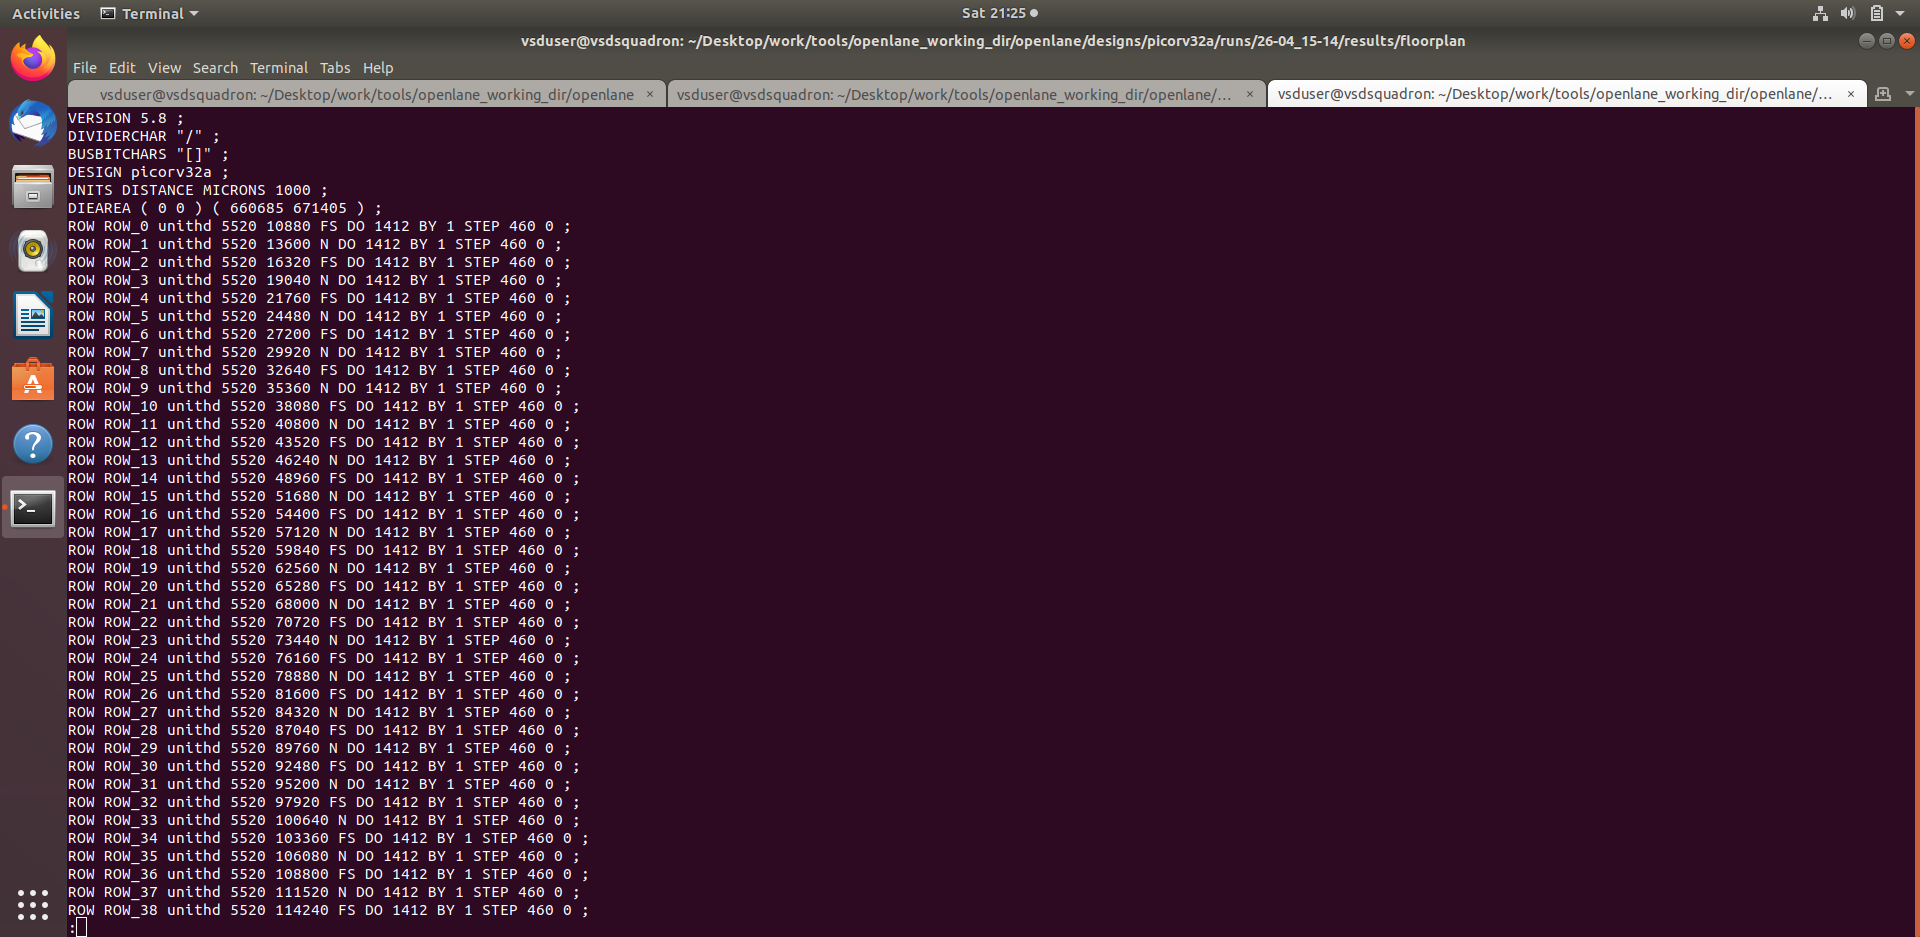 Activities Terminal Sat 21:25
vsduser@vsdsquadron: ~/Desktop/work/tools/openlane_working_dir/openlane/designs/picorv32a/runs/26-04_15-14/results/floorplan
File Edit View Search Terminal Tabs Help
vsduser@vsdsquadron: ~/Desktop/work/tools/openlane_working_dir/openlane × vsduser@vsdsquadron: ~/Desktop/work/tools/openlane_working_dir/openlane/... × vsduser@vsdsquadron: ~/Desktop/work/tools/openlane_working_dir/openlane/... ×
VERSION 5.8 ;
DIVIDERCHAR "/" ;
BUSBITCHARS "[]" ;
DESIGN picorv32a ;
UNITS DISTANCE MICRONS 1000 ;
DIEAREA ( 0 0 ) ( 660685 671405 ) ;
ROW ROW_0 unithd 5520 10880 FS DO 1412 BY 1 STEP 460 0 ;
ROW ROW_1 unithd 5520 13600 N DO 1412 BY 1 STEP 460 0 ;
ROW ROW_2 unithd 5520 16320 FS DO 1412 BY 1 STEP 460 0 ;
ROW ROW_3 unithd 5520 19040 N DO 1412 BY 1 STEP 460 0 ;
ROW ROW_4 unithd 5520 21760 FS DO 1412 BY 1 STEP 460 0 ;
ROW ROW_5 unithd 5520 24480 N DO 1412 BY 1 STEP 460 0 ;
ROW ROW_6 unithd 5520 27200 FS DO 1412 BY 1 STEP 460 0 ;
ROW ROW_7 unithd 5520 29920 N DO 1412 BY 1 STEP 460 0 ;
ROW ROW_8 unithd 5520 32640 FS DO 1412 BY 1 STEP 460 0 ;
ROW ROW_9 unithd 5520 35360 N DO 1412 BY 1 STEP 460 0 ;
ROW ROW_10 unithd 5520 38080 FS DO 1412 BY 1 STEP 460 0 ;
ROW ROW_11 unithd 5520 40800 N DO 1412 BY 1 STEP 460 0 ;
ROW ROW_12 unithd 5520 43520 FS DO 1412 BY 1 STEP 460 0 ;
ROW ROW_13 unithd 5520 46240 N DO 1412 BY 1 STEP 460 0 ;
ROW ROW_14 unithd 5520 48960 FS DO 1412 BY 1 STEP 460 0 ;
ROW ROW_15 unithd 5520 51680 N DO 1412 BY 1 STEP 460 0 ;
ROW ROW_16 unithd 5520 54400 FS DO 1412 BY 1 STEP 460 0 ;
ROW ROW_17 unithd 5520 57120 N DO 1412 BY 1 STEP 460 0 ;
ROW ROW_18 unithd 5520 59840 FS DO 1412 BY 1 STEP 460 0 ;
ROW ROW_19 unithd 5520 62560 N DO 1412 BY 1 STEP 460 0 ;
ROW ROW_20 unithd 5520 65280 FS DO 1412 BY 1 STEP 460 0 ;
ROW ROW_21 unithd 5520 68000 N DO 1412 BY 1 STEP 460 0 ;
ROW ROW_22 unithd 5520 70720 FS DO 1412 BY 1 STEP 460 0 ;
ROW ROW_23 unithd 5520 73440 N DO 1412 BY 1 STEP 460 0 ;
ROW ROW_24 unithd 5520 76160 FS DO 1412 BY 1 STEP 460 0 ;
ROW ROW_25 unithd 5520 78880 N DO 1412 BY 1 STEP 460 0 ;
ROW ROW_26 unithd 5520 81600 FS DO 1412 BY 1 STEP 460 0 ;
ROW ROW_27 unithd 5520 84320 N DO 1412 BY 1 STEP 460 0 ;
ROW ROW_28 unithd 5520 87040 FS DO 1412 BY 1 STEP 460 0 ;
ROW ROW_29 unithd 5520 89760 N DO 1412 BY 1 STEP 460 0 ;
ROW ROW_30 unithd 5520 92480 FS DO 1412 BY 1 STEP 460 0 ;
ROW ROW_31 unithd 5520 95200 N DO 1412 BY 1 STEP 460 0 ;
ROW ROW_32 unithd 5520 97920 FS DO 1412 BY 1 STEP 460 0 ;
ROW ROW_33 unithd 5520 100640 N DO 1412 BY 1 STEP 460 0 ;
ROW ROW_34 unithd 5520 103360 FS DO 1412 BY 1 STEP 460 0 ;
ROW ROW_35 unithd 5520 106080 N DO 1412 BY 1 STEP 460 0 ;
ROW ROW_36 unithd 5520 108800 FS DO 1412 BY 1 STEP 460 0 ;
ROW ROW_37 unithd 5520 111520 N DO 1412 BY 1 STEP 460 0 ;
ROW ROW_38 unithd 5520 114240 FS DO 1412 BY 1 STEP 460 0 ;
: